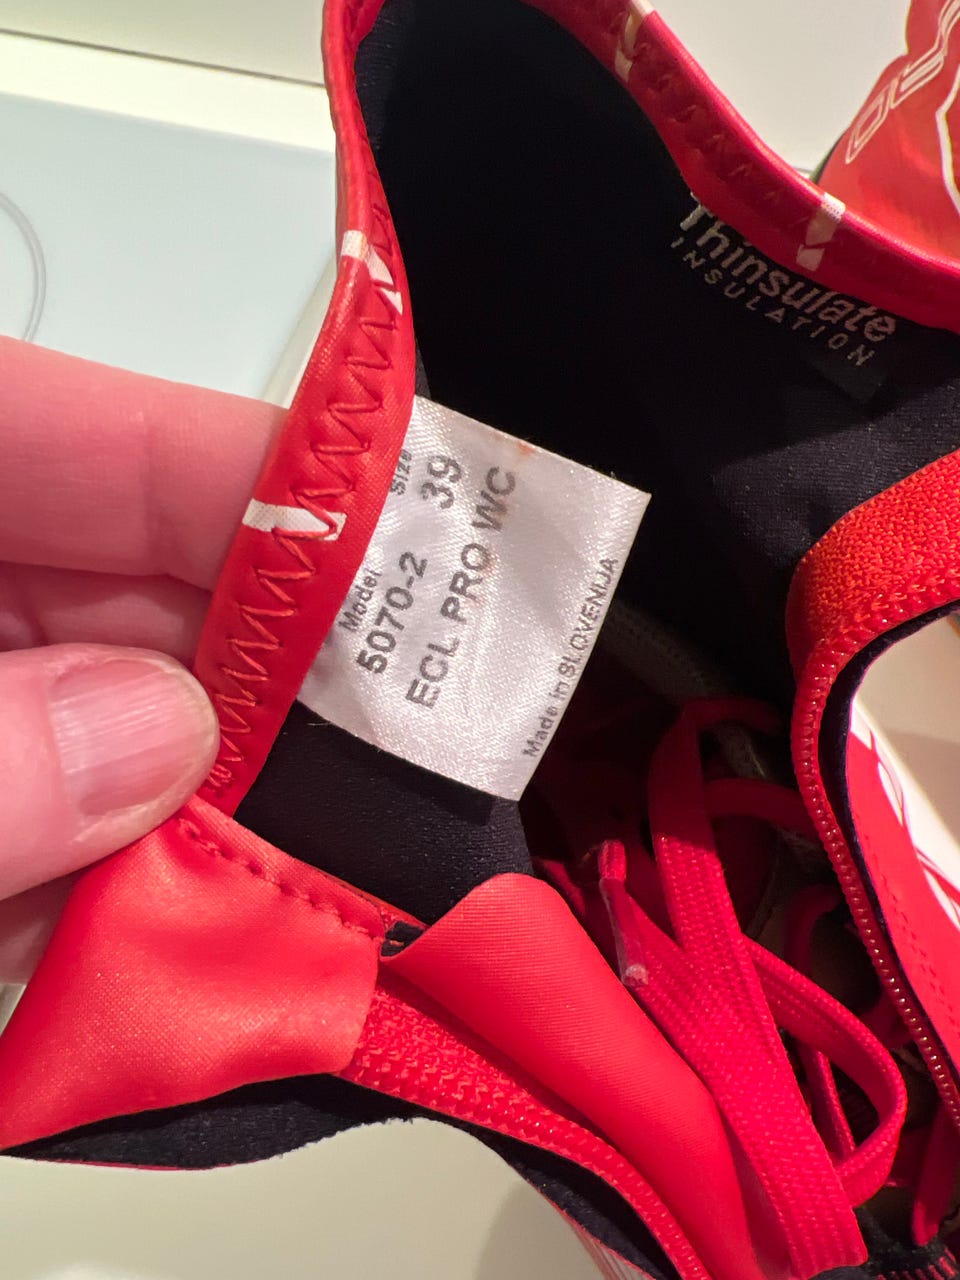 Thinsulate
INSULATION
Model Size
5070-2 39
ECL PRO WC
Made in SLOVENIJA